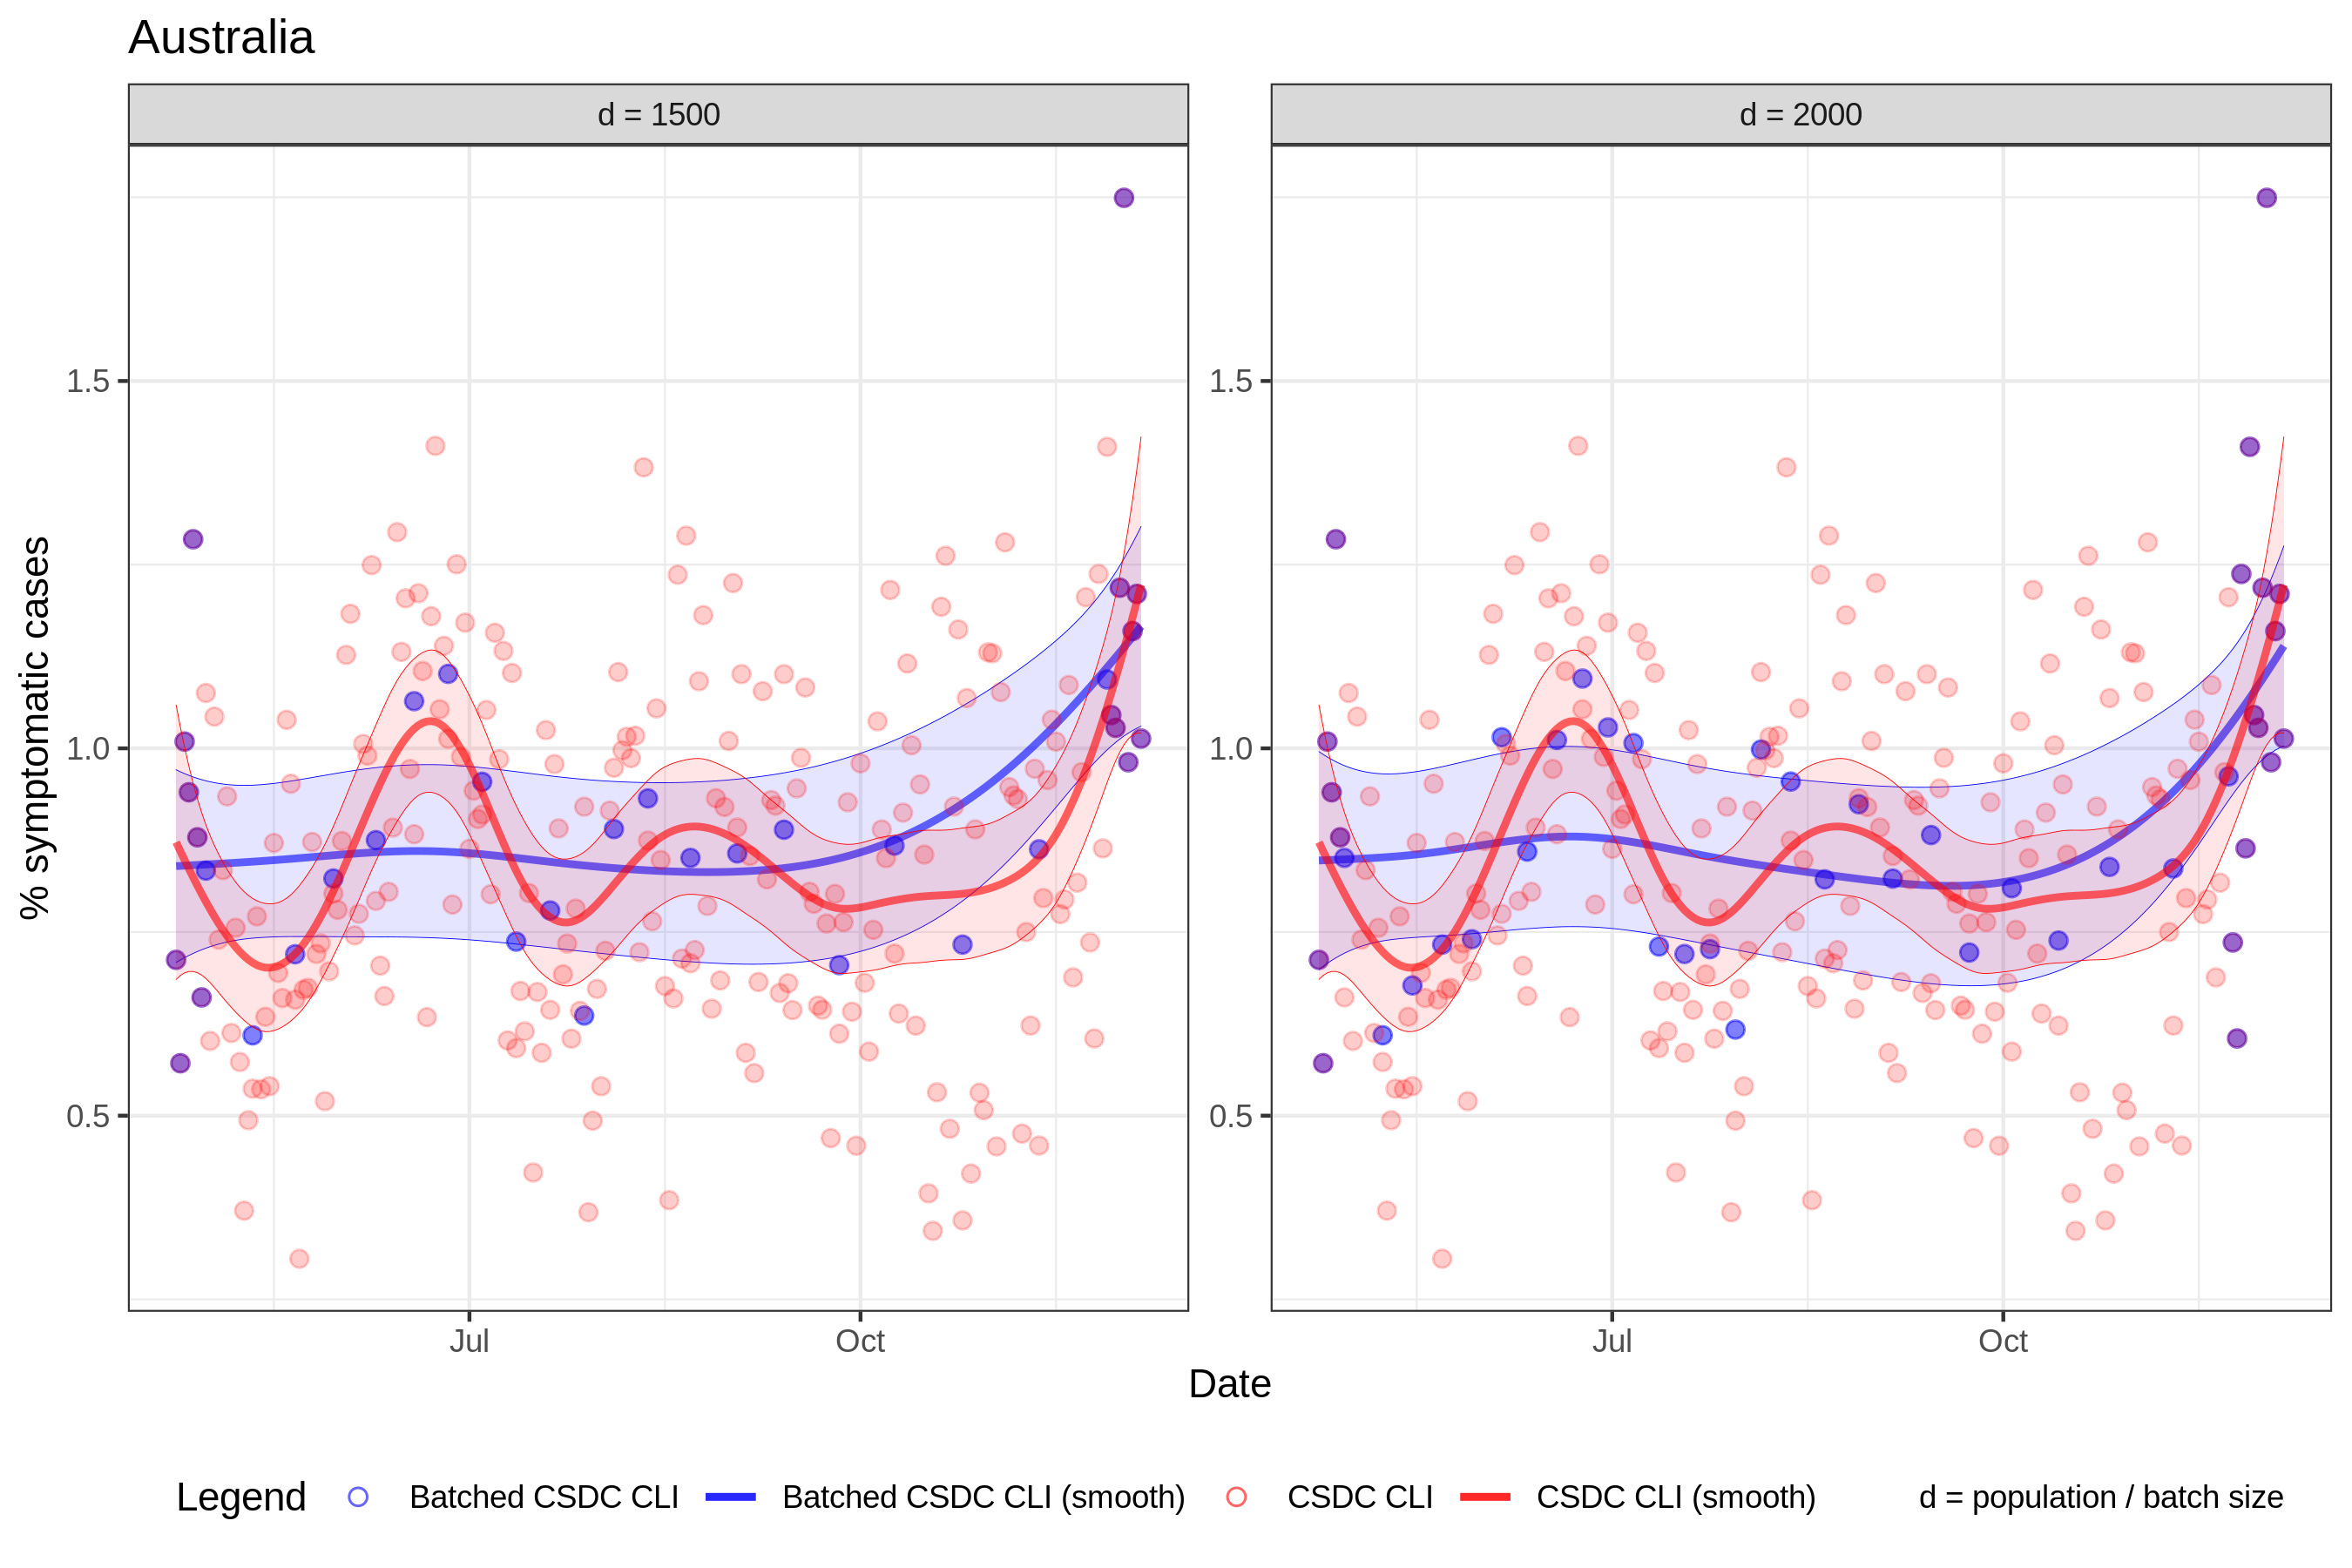 Australia
d = 1500
d = 2000
% symptomatic cases
1.5
1.0
0.5
1.5
1.0
0.5
Jul
Oct
Jul
Oct
Date
Legend Batched CSDC CLI Batched CSDC CLI (smooth) CSDC CLI CSDC CLI (smooth) d = population / batch size